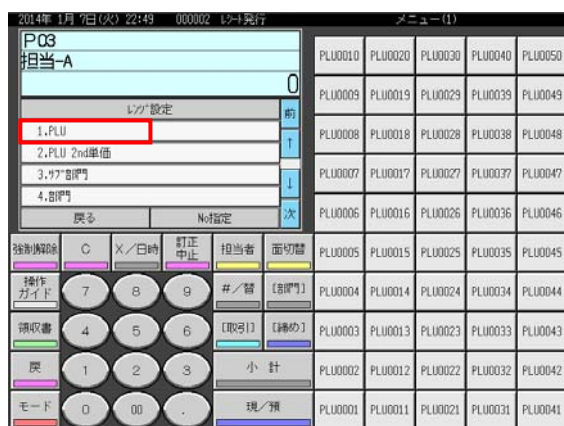 2014年 1月 7日(火) 22:49 000002 レシート発行 メニュー(1)
P03
担当-A
0
レンジ設定
前
1.PLU
2.PLU 2nd単価
↑
3.サブ部門
↓
4.部門
戻る No指定 次
強制解除 C ×/日時 訂正中止 担当者 面切替
操作ガイド 7 8 9 #/替 [部門]
領収書 4 5 6 [取引] [締め]
戻 1 2 3 小 計
モード 0 00 . 現/預
PLU0010 PLU0020 PLU0030 PLU0040 PLU0050
PLU0009 PLU0019 PLU0029 PLU0039 PLU0049
PLU0008 PLU0018 PLU0028 PLU0038 PLU0048
PLU0007 PLU0017 PLU0027 PLU0037 PLU0047
PLU0006 PLU0016 PLU0026 PLU0036 PLU0046
PLU0005 PLU0015 PLU0025 PLU0035 PLU0045
PLU0004 PLU0014 PLU0024 PLU0034 PLU0044
PLU0003 PLU0013 PLU0023 PLU0033 PLU0043
PLU0002 PLU0012 PLU0022 PLU0032 PLU0042
PLU0001 PLU0011 PLU0021 PLU0031 PLU0041